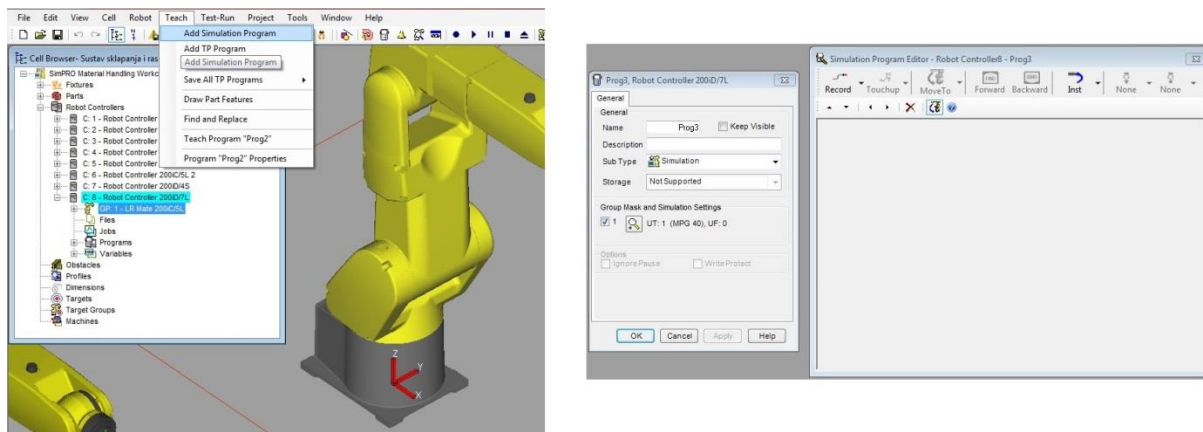 File Edit View Cell Robot Teach Test-Run Project Tools Window Help
Add Simulation Program
Add TP Program
Add Simulation Program
Save All TP Programs
Draw Part Features
Find and Replace
Teach Program "Prog2"
Program "Prog2" Properties
Cell Browser- Sustav sklapanja i ras
SimPRO Material Handling Workc
Fixtures
Parts
Robot Controllers
C: 1 - Robot Controller
C: 2 - Robot Controller
C: 3 - Robot Controller
C: 4 - Robot Controller
C: 5 - Robot Controller
C: 6 - Robot Controller 200iC/5L 2
C: 7 - Robot Controller 200iD/4S
C: 8 - Robot Controller 200iD/7L
GP: 1 - LR Mate 200iC/5L
Files
Jobs
Programs
Variables
Obstacles
Profiles
Dimensions
Targets
Target Groups
Machines
Z
Y
X
Prog3, Robot Controller 200iD/7L
General
General
Name Prog3 Keep Visible
Description
Sub Type Simulation
Storage Not Supported
Group Mask and Simulation Settings
1 UT: 1 (MPG 40), UF: 0
Options
Ignore Pause Write Protect
OK Cancel Apply Help
Simulation Program Editor - Robot Controller8 - Prog3
Record Touchup MoveTo Forward Backward Inst None None